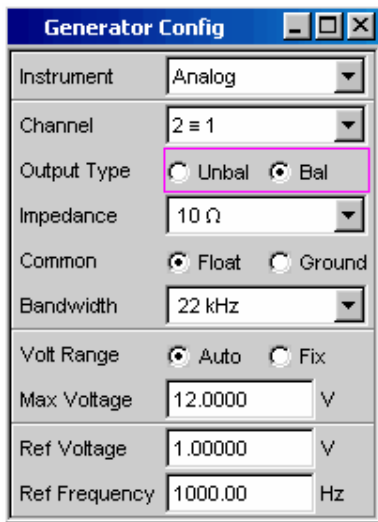 Generator Config
Instrument Analog
Channel 2 ≡ 1
Output Type Unbal Bal
Impedance 10 Ω
Common Float Ground
Bandwidth 22 kHz
Volt Range Auto Fix
Max Voltage 12.0000 V
Ref Voltage 1.00000 V
Ref Frequency 1000.00 Hz